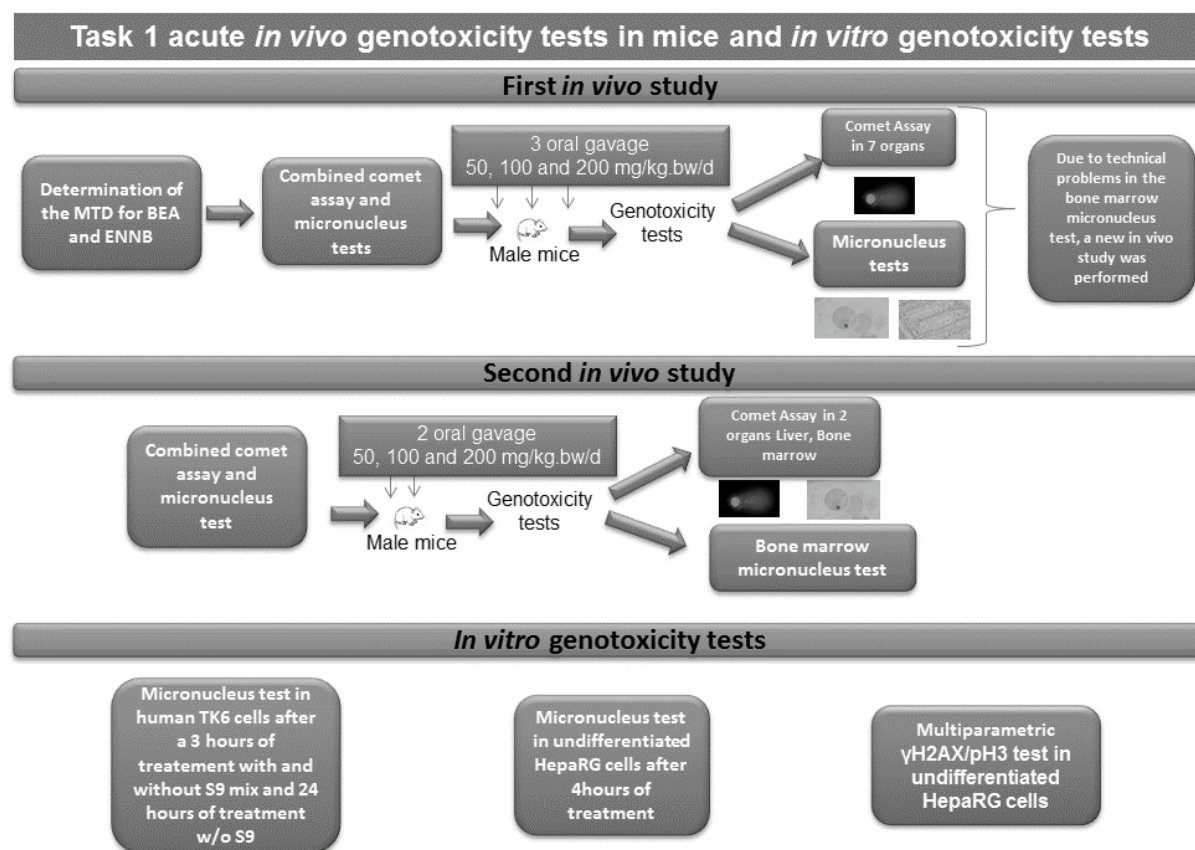 Task 1 acute in vivo genotoxicity tests in mice and in vitro genotoxicity tests
First in vivo study
Determination of
the MTD for BEA
and ENNB
Combined comet
assay and
micronucleus
tests
3 oral gavage
50, 100 and 200 mg/kg.bw/d
Male mice
Genotoxicity
tests
Comet Assay
in 7 organs
Micronucleus
tests
Due to technical
problems in the
bone marrow
micronucleus
test, a new in vivo
study was
performed
Second in vivo study
Combined comet
assay and
micronucleus
test
2 oral gavage
50, 100 and 200 mg/kg.bw/d
Male mice
Genotoxicity
tests
Comet Assay in 2
organs Liver, Bone
marrow
Bone marrow
micronucleus test
In vitro genotoxicity tests
Micronucleus test in
human TK6 cells after
a 3 hours of
treatement with and
without S9 mix and 24
hours of treatment
w/o S9
Micronucleus test
in undifferentiated
HepaRG cells after
4hours of
treatment
Multiparametric
γH2AX/pH3 test in
undifferentiated
HepaRG cells